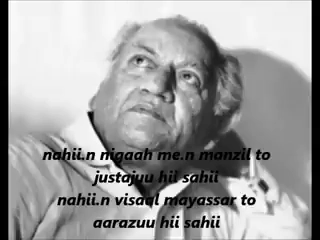 nahii.n nigaah me.n manzil to
justajuu hii sahii
nahii.n visaal mayassar to
aarazuu hii sahii